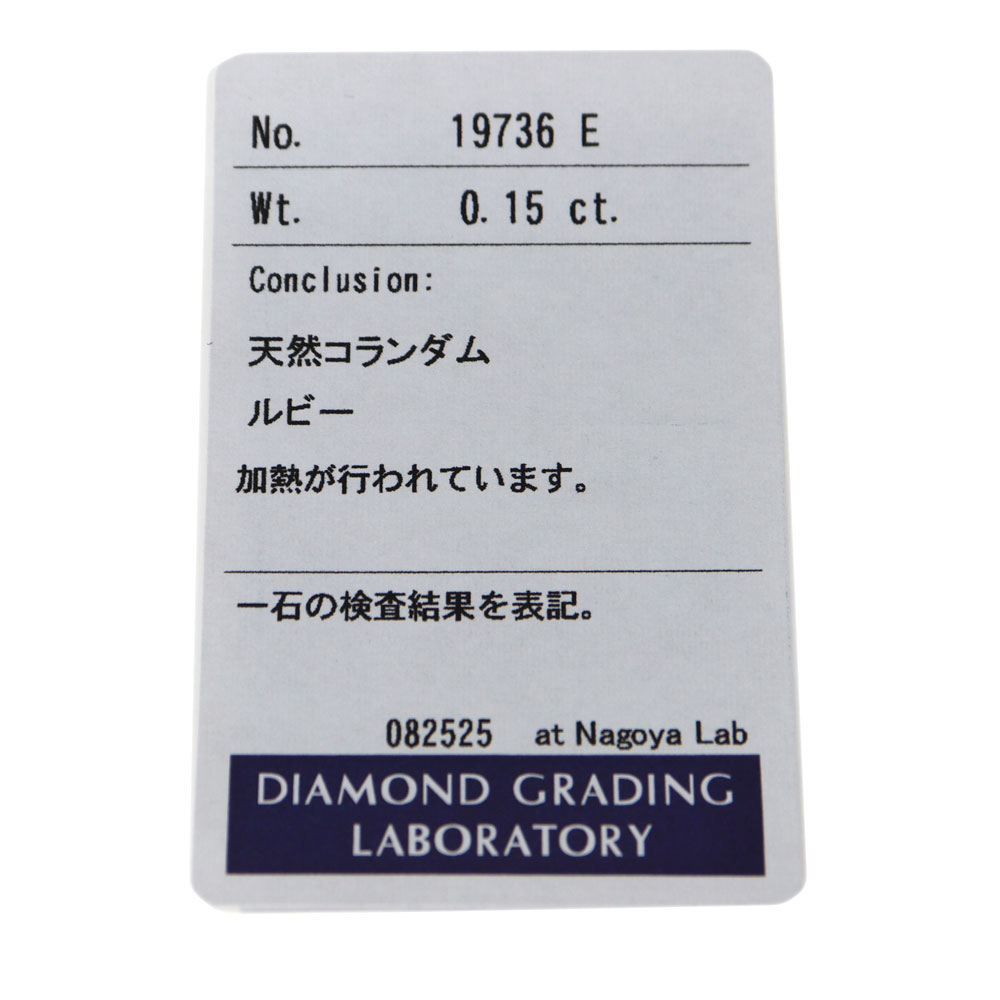 No. 19736 E
Wt. 0.15 ct.
Conclusion:
天然コランダム
ルビー
加熱が行われています。
一石の検査結果を表記。
082525 at Nagoya Lab
DIAMOND GRADING
LABORATORY